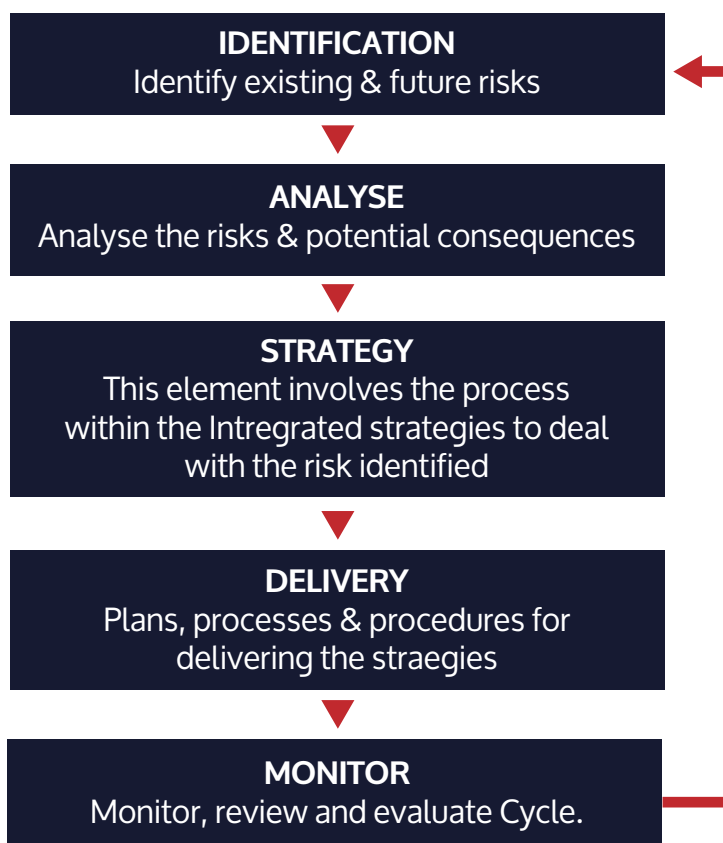 IDENTIFICATION
Identify existing & future risks
ANALYSE
Analyse the risks & potential consequences
STRATEGY
This element involves the process
within the Intregrated strategies to deal
with the risk identified
DELIVERY
Plans, processes & procedures for
delivering the straegies
MONITOR
Monitor, review and evaluate Cycle.